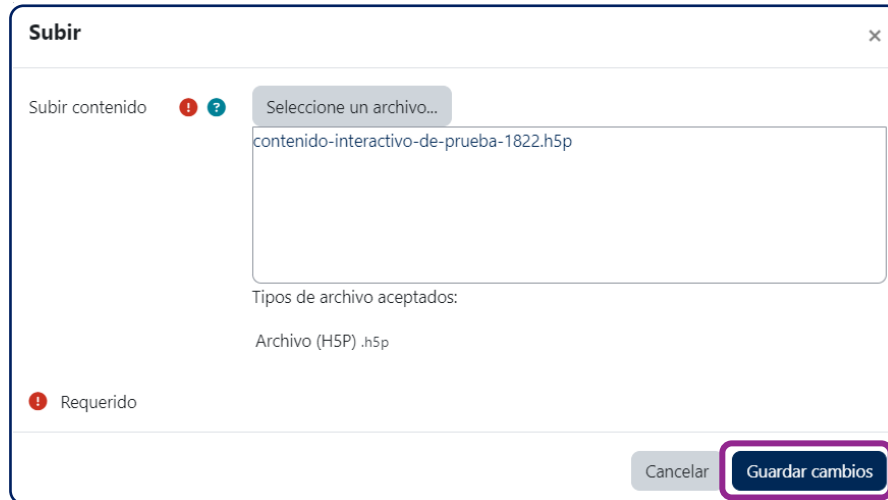 Subir
×
Subir contenido ! ? Seleccione un archivo...
contenido-interactivo-de-prueba-1822.h5p
Tipos de archivo aceptados:
Archivo (H5P) .h5p
! Requerido
Cancelar Guardar cambios